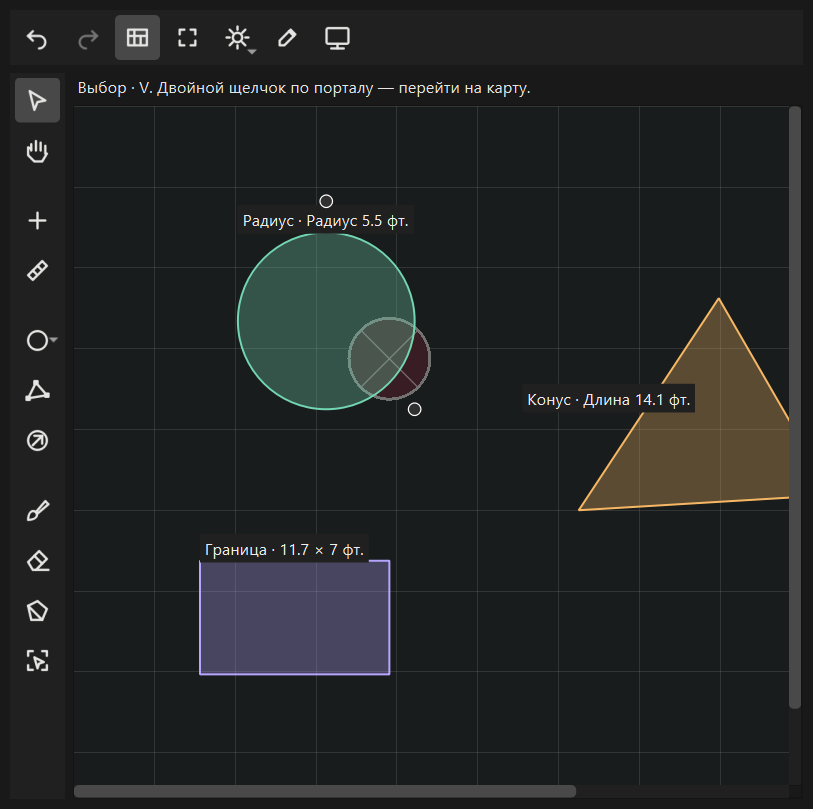 Выбор · V. Двойной щелчок по порталу — перейти на карту.
Радиус · Радиус 5.5 фт.
Конус · Длина 14.1 фт.
Граница · 11.7 × 7 фт.